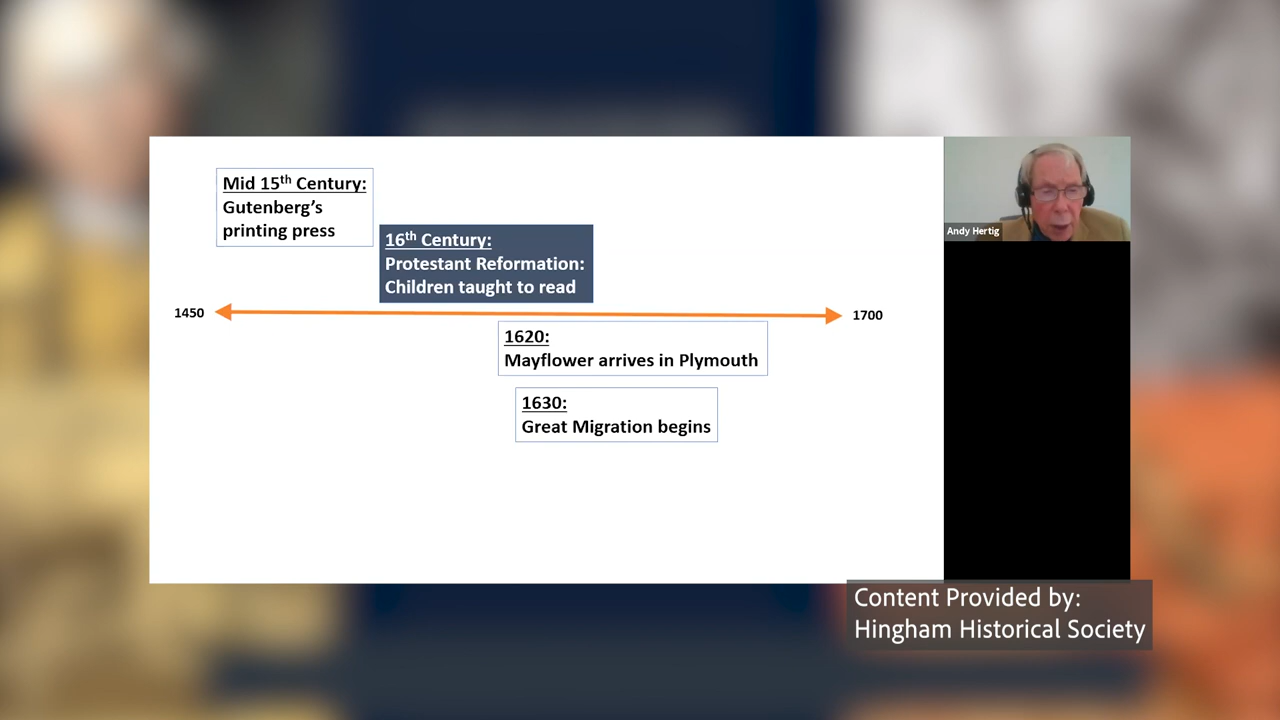 Mid 15th Century:
Gutenberg's
printing press
16th Century:
Protestant Reformation:
Children taught to read
1450
1700
1620:
Mayflower arrives in Plymouth
1630:
Great Migration begins
Andy Hertig
Content Provided by:
Hingham Historical Society